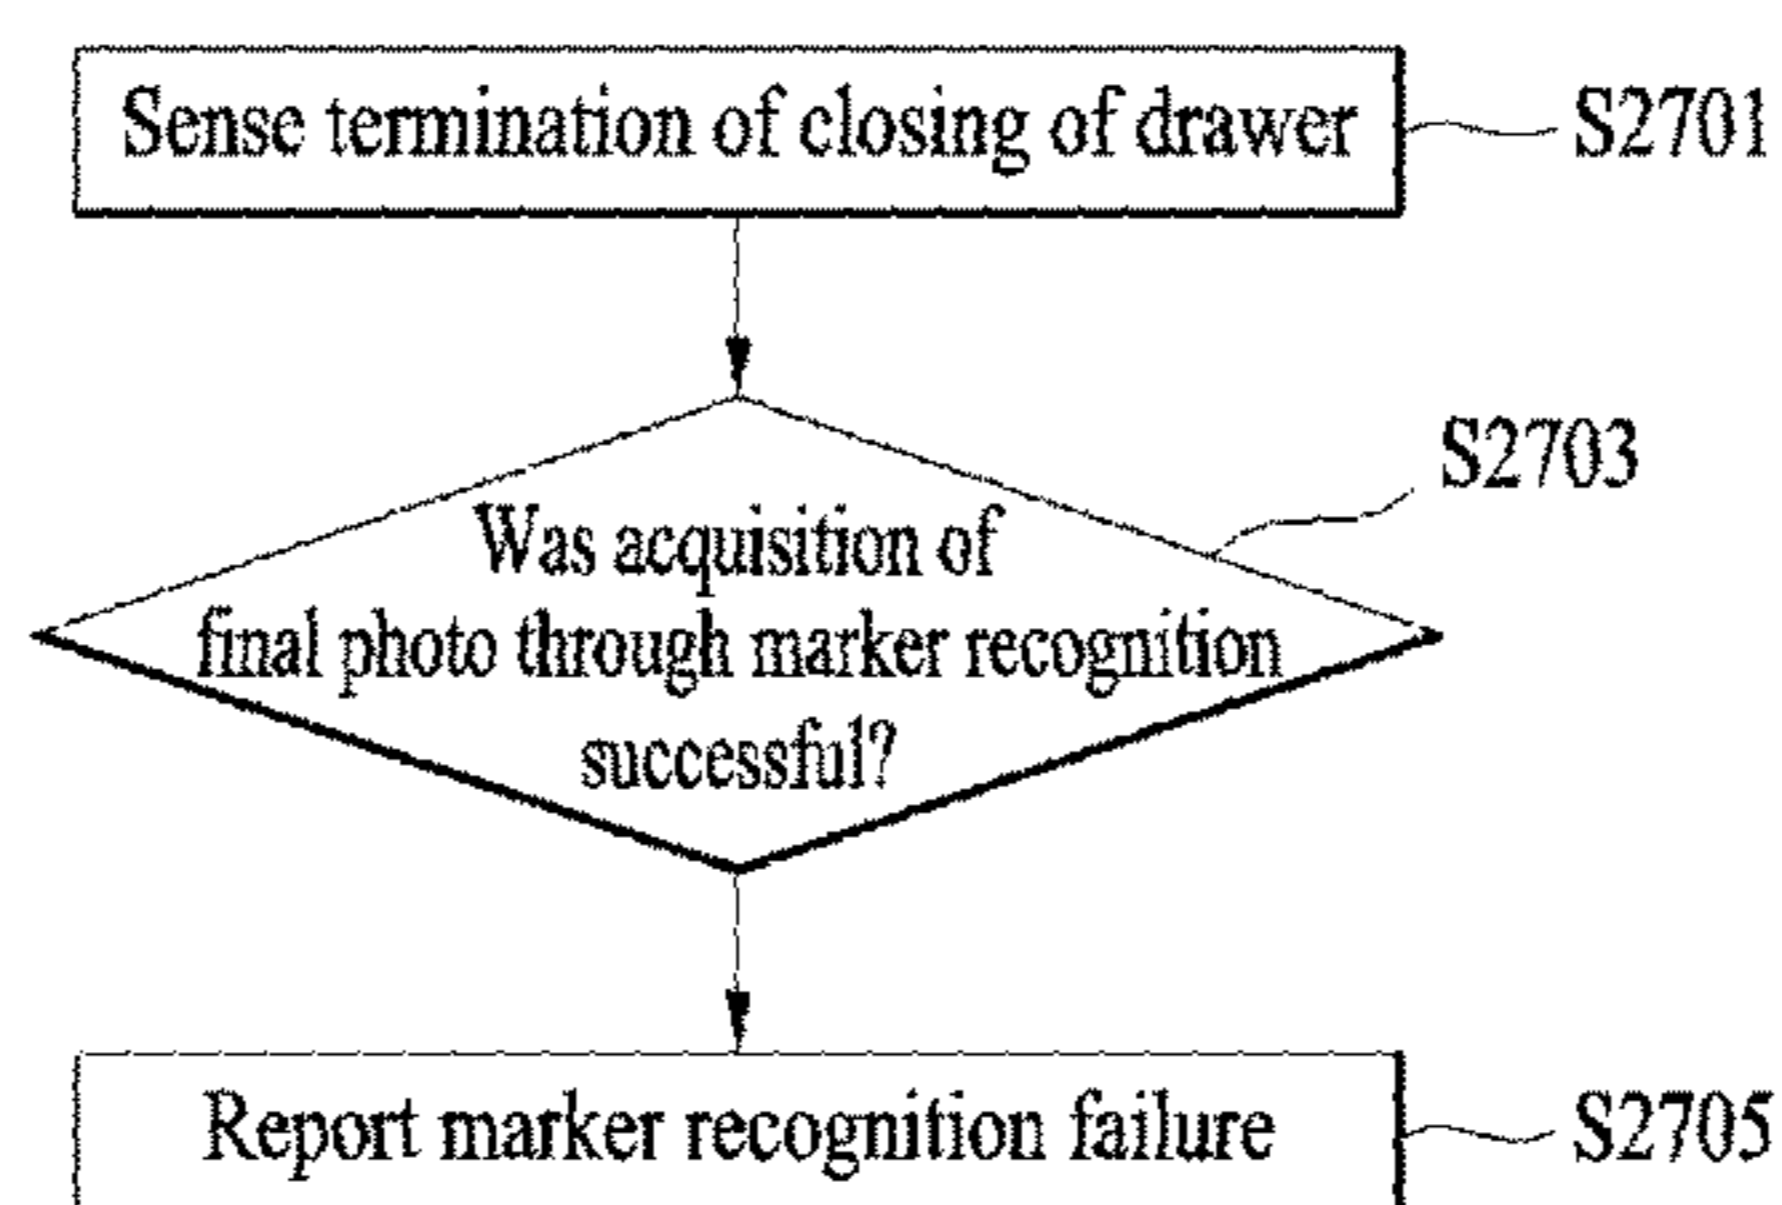 Sense termination of closing of drawer
S2701
S2703
Was acquisition of
final photo through marker recognition
successful?
Report marker recognition failure
S2705